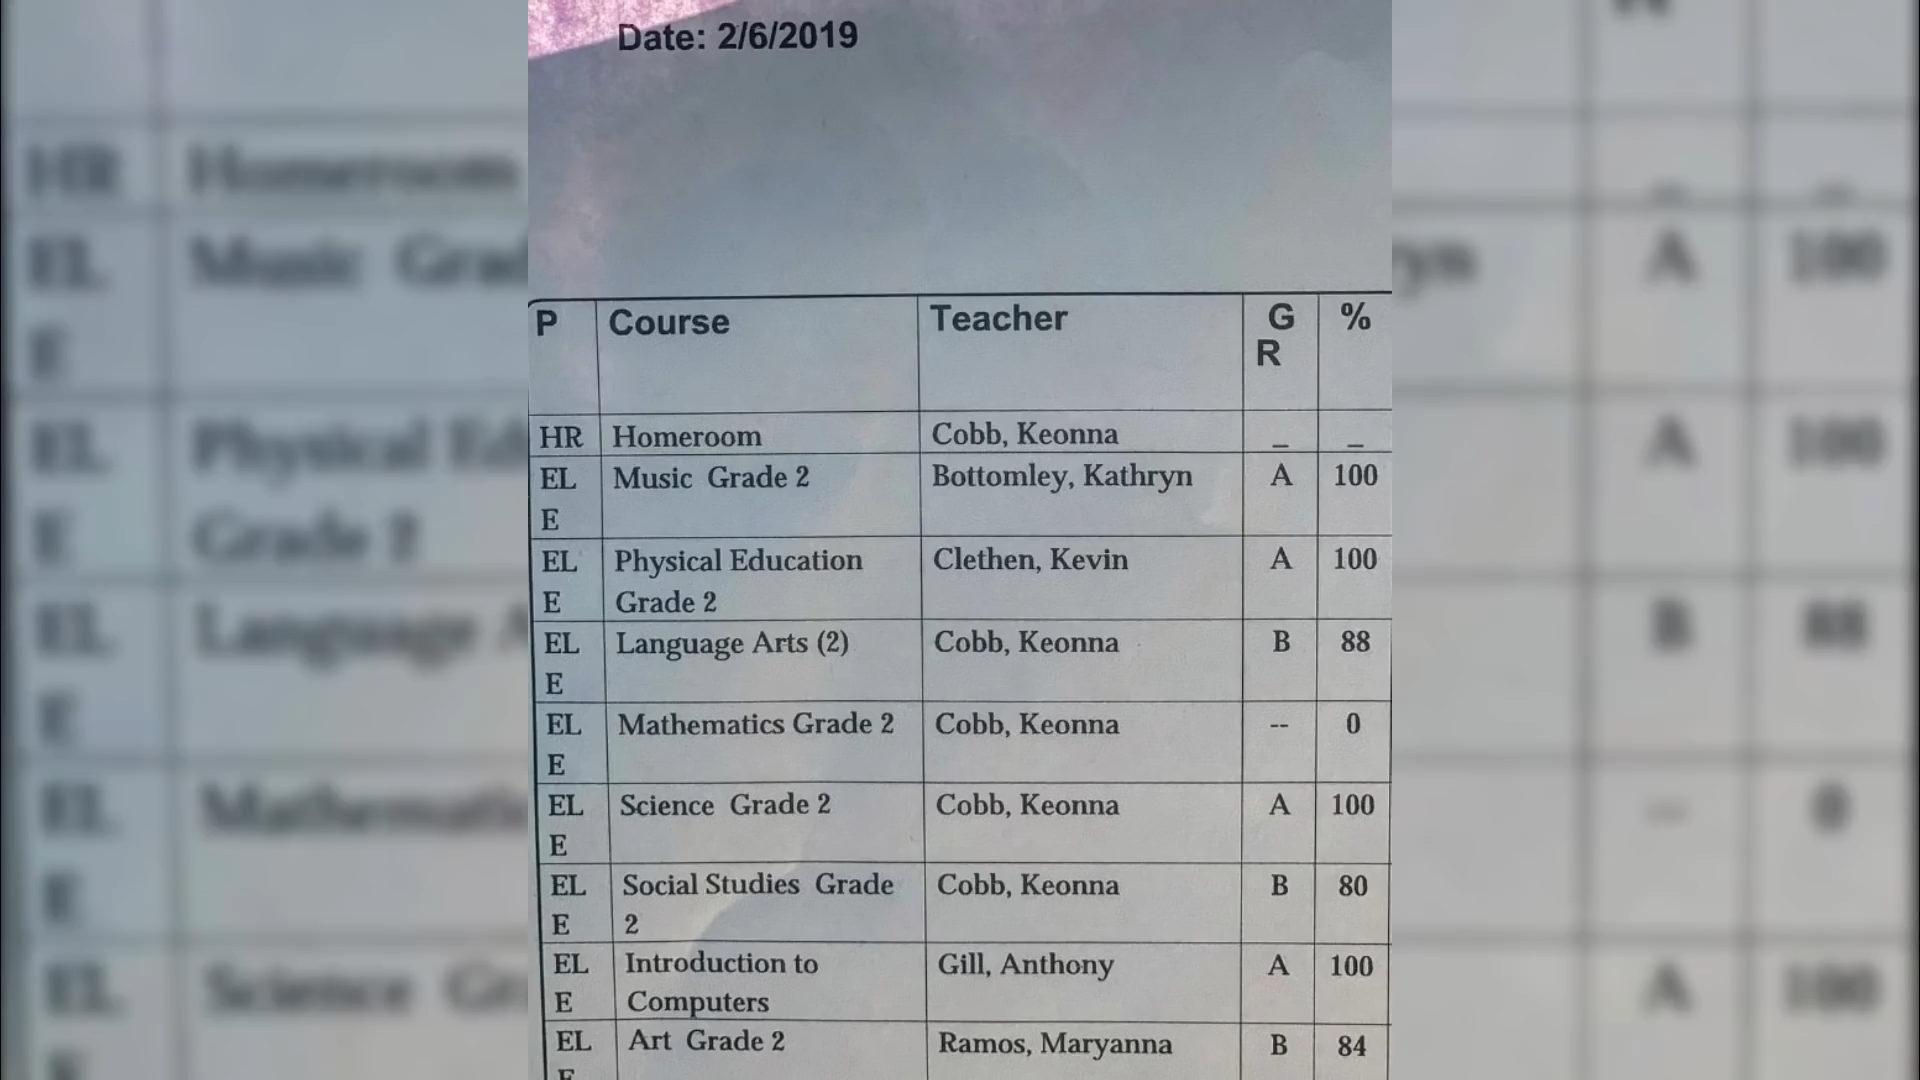 Date: 2/6/2019
P Course Teacher G %
R
HR Homeroom Cobb, Keonna _ _
EL Music Grade 2 Bottomley, Kathryn A 100
E
EL Physical Education Clethen, Kevin A 100
E Grade 2
EL Language Arts (2) Cobb, Keonna B 88
E
EL Mathematics Grade 2 Cobb, Keonna -- 0
E
EL Science Grade 2 Cobb, Keonna A 100
E
EL Social Studies Grade Cobb, Keonna B 80
E 2
EL Introduction to Gill, Anthony A 100
E Computers
EL Art Grade 2 Ramos, Maryanna B 84
E